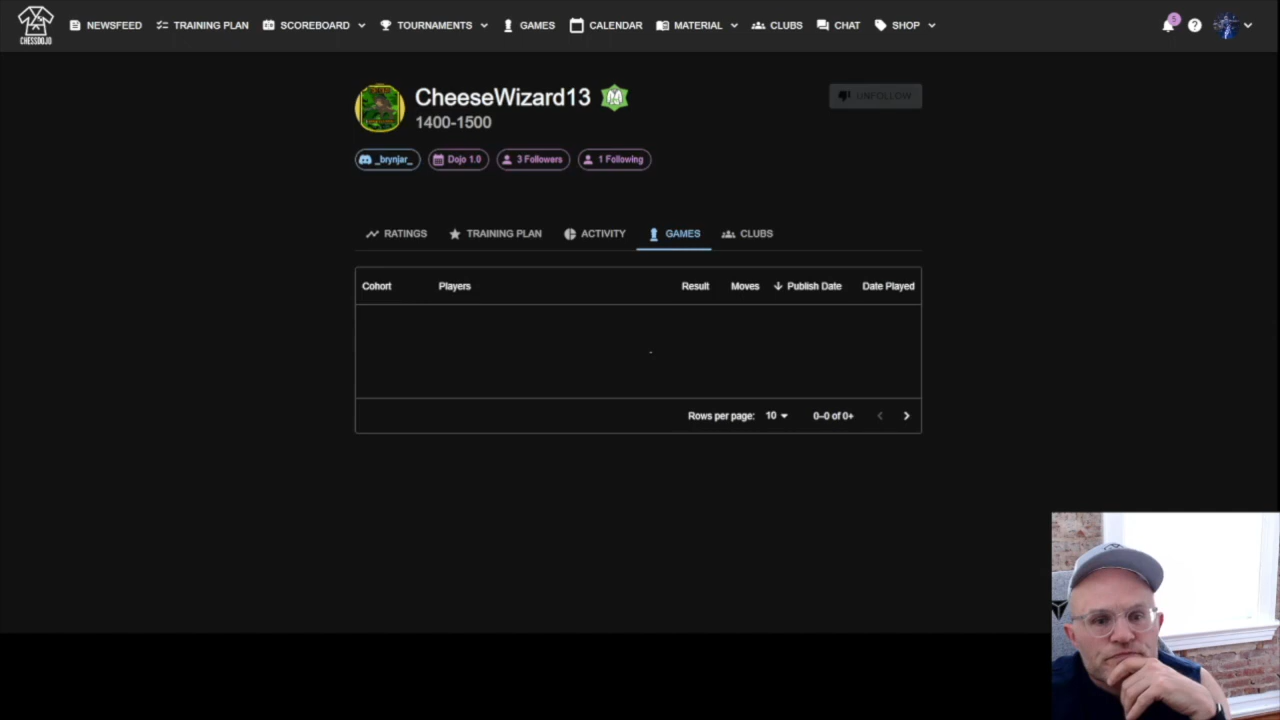 CHESSDOJO NEWSFEED TRAINING PLAN SCOREBOARD TOURNAMENTS GAMES CALENDAR MATERIAL CLUBS CHAT SHOP 5
CheeseWizard13
UNFOLLOW
1400-1500
_brynjar_ Dojo 1.0 3 Followers 1 Following
RATINGS TRAINING PLAN ACTIVITY GAMES CLUBS
Cohort Players Result Moves Publish Date Date Played
Rows per page: 10 0–0 of 0+